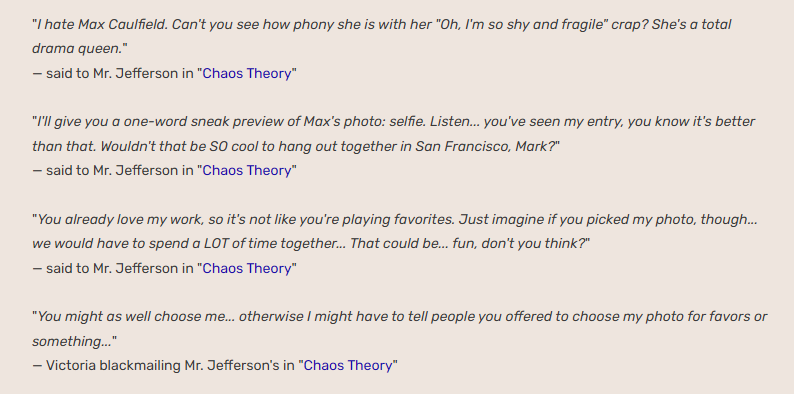 "I hate Max Caulfield. Can't you see how phony she is with her "Oh, I'm so shy and fragile" crap? She's a total
drama queen."
— said to Mr. Jefferson in "Chaos Theory"
"I'll give you a one-word sneak preview of Max's photo: selfie. Listen... you've seen my entry, you know it's better
than that. Wouldn't that be SO cool to hang out together in San Francisco, Mark?"
— said to Mr. Jefferson in "Chaos Theory"
"You already love my work, so it's not like you're playing favorites. Just imagine if you picked my photo, though...
we would have to spend a LOT of time together... That could be... fun, don't you think?"
— said to Mr. Jefferson in "Chaos Theory"
"You might as well choose me... otherwise I might have to tell people you offered to choose my photo for favors or
something..."
— Victoria blackmailing Mr. Jefferson's in "Chaos Theory"